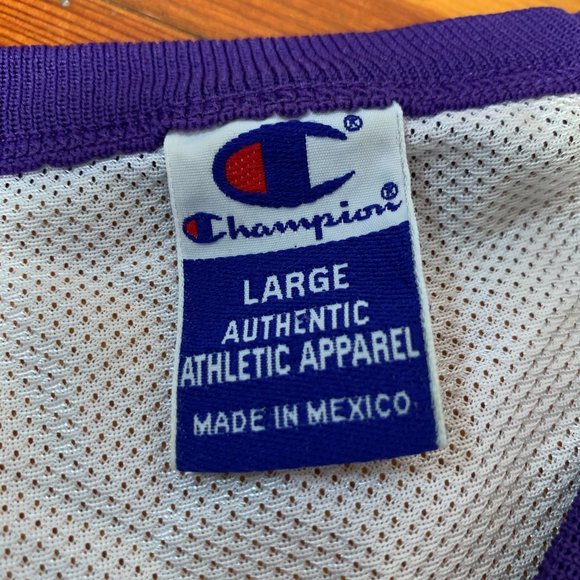 ®
Champion®
LARGE
AUTHENTIC
ATHLETIC APPAREL
MADE IN MEXICO